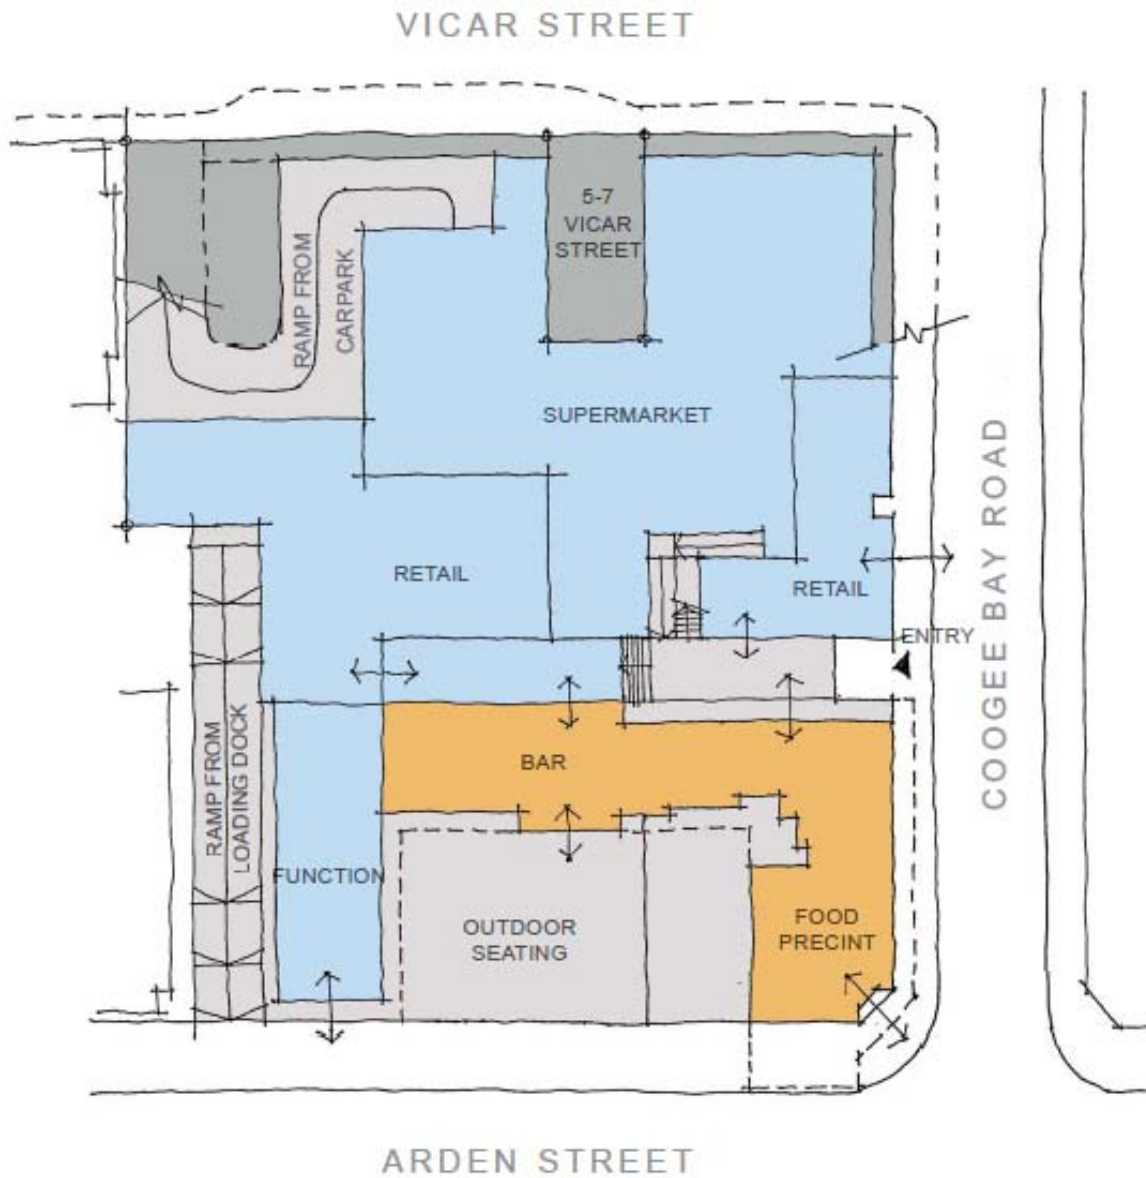 VICAR STREET
5-7
VICAR
STREET
RAMP FROM
CARPARK
SUPERMARKET
COOGEE BAY ROAD
RETAIL
RETAIL
ENTRY
RAMP FROM
LOADING DOCK
BAR
FUNCTION
OUTDOOR
SEATING
FOOD
PRECINT
ARDEN STREET